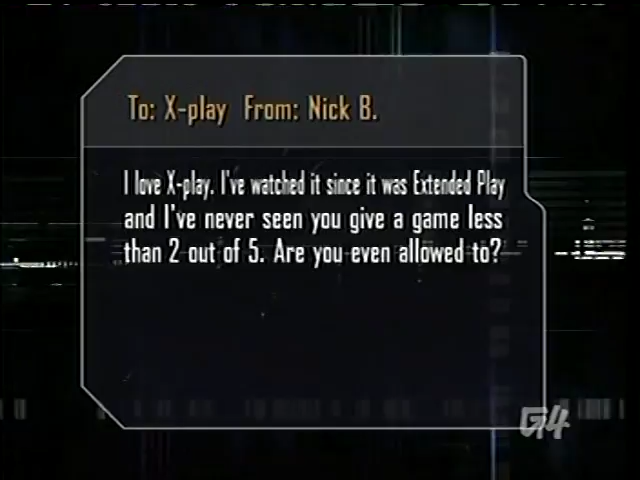 To: X-play From: Nick B.
I love X-play. I've watched it since it was Extended Play
and I've never seen you give a game less
than 2 out of 5. Are you even allowed to?
G4